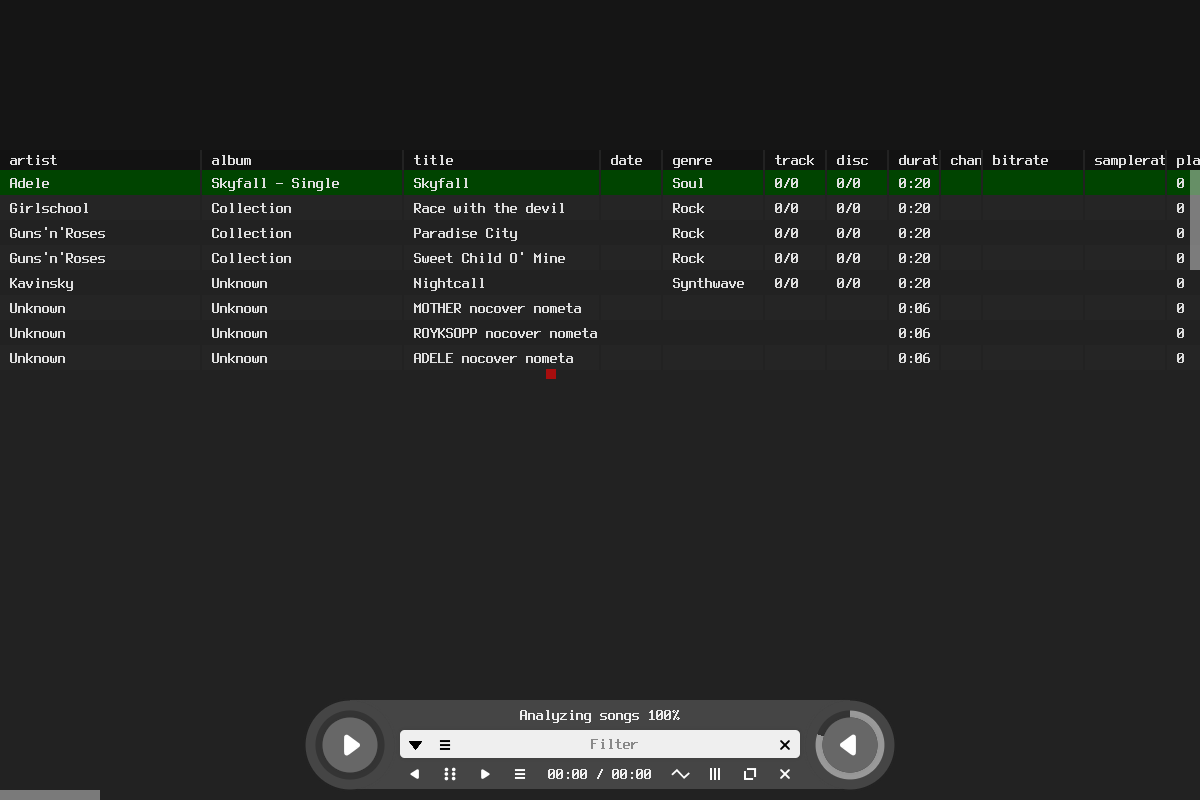 artist album title date genre track disc durat chan bitrate samplerat pla
Adele Skyfall - Single Skyfall Soul 0/0 0/0 0:20 0
Girlschool Collection Race with the devil Rock 0/0 0/0 0:20 0
Guns'n'Roses Collection Paradise City Rock 0/0 0/0 0:20 0
Guns'n'Roses Collection Sweet Child O' Mine Rock 0/0 0/0 0:20 0
Kavinsky Unknown Nightcall Synthwave 0/0 0/0 0:20 0
Unknown Unknown MOTHER nocover nometa 0:06 0
Unknown Unknown ROYKSOPP nocover nometa 0:06 0
Unknown Unknown ADELE nocover nometa 0:06 0
Analyzing songs 100%
Filter
00:00 / 00:00